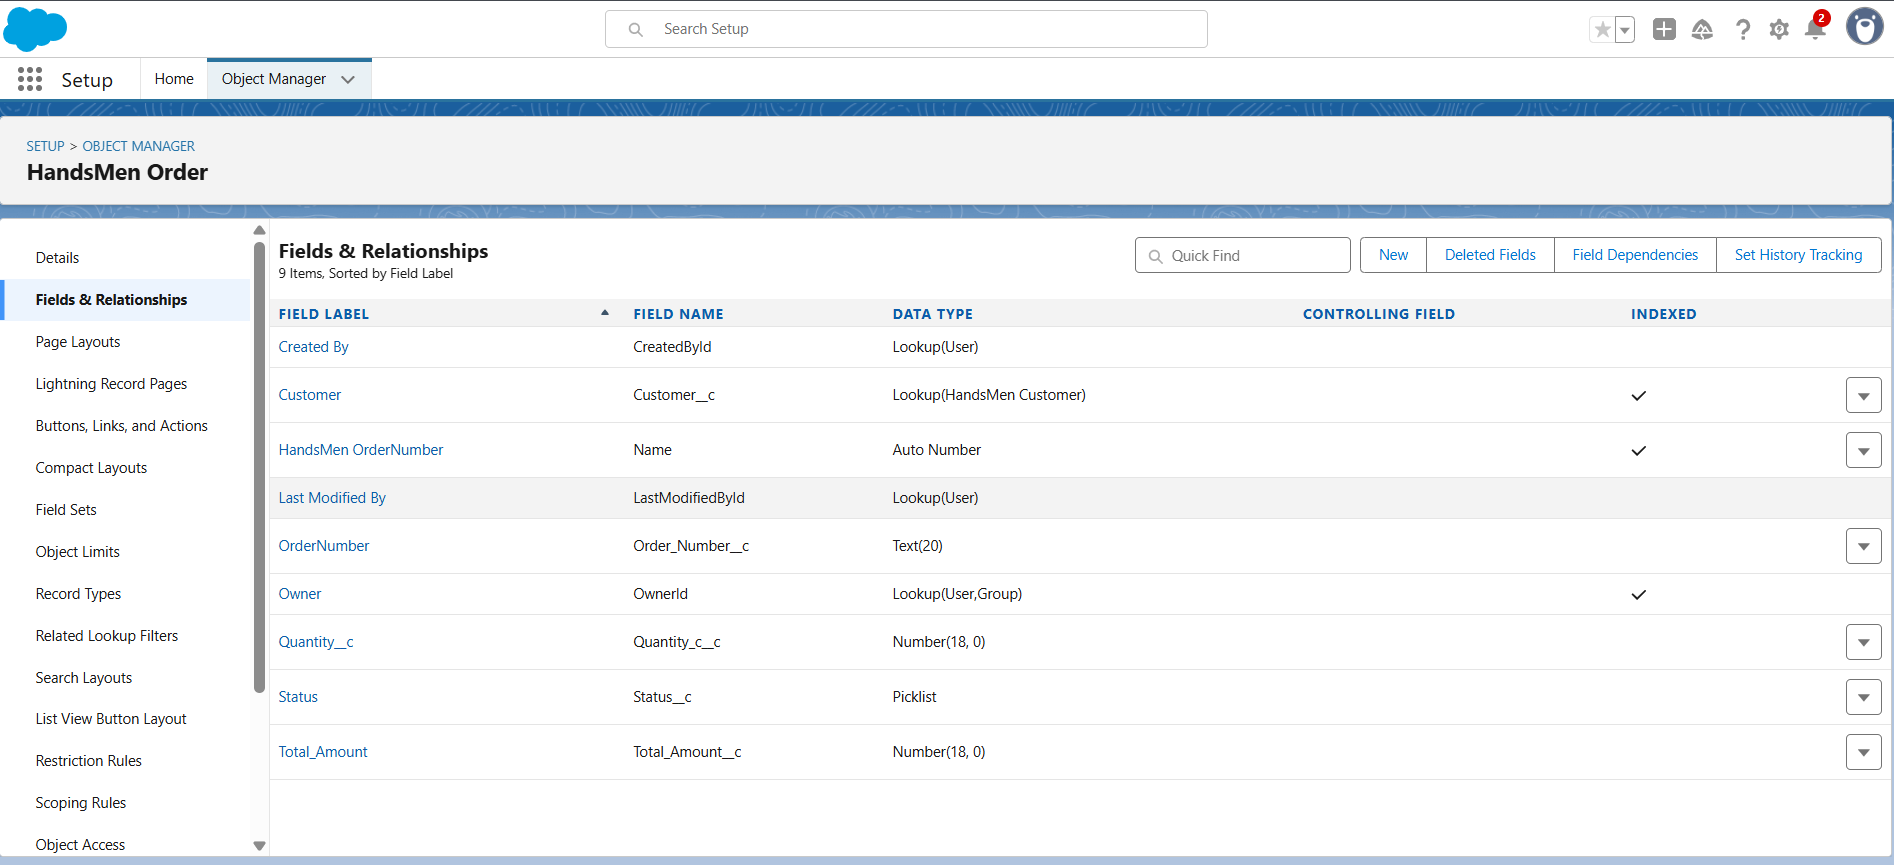 Search Setup
2
Setup
Home
Object Manager
SETUP > OBJECT MANAGER
HandsMen Order
Details
Fields & Relationships
Page Layouts
Lightning Record Pages
Buttons, Links, and Actions
Compact Layouts
Field Sets
Object Limits
Record Types
Related Lookup Filters
Search Layouts
List View Button Layout
Restriction Rules
Scoping Rules
Object Access
Fields & Relationships
9 Items, Sorted by Field Label
Quick Find
New
Deleted Fields
Field Dependencies
Set History Tracking
FIELD LABEL FIELD NAME DATA TYPE CONTROLLING FIELD INDEXED
Created By CreatedById Lookup(User)
Customer Customer__c Lookup(HandsMen Customer)
HandsMen OrderNumber Name Auto Number
Last Modified By LastModifiedById Lookup(User)
OrderNumber Order_Number__c Text(20)
Owner OwnerId Lookup(User,Group)
Quantity__c Quantity_c__c Number(18, 0)
Status Status__c Picklist
Total_Amount Total_Amount__c Number(18, 0)